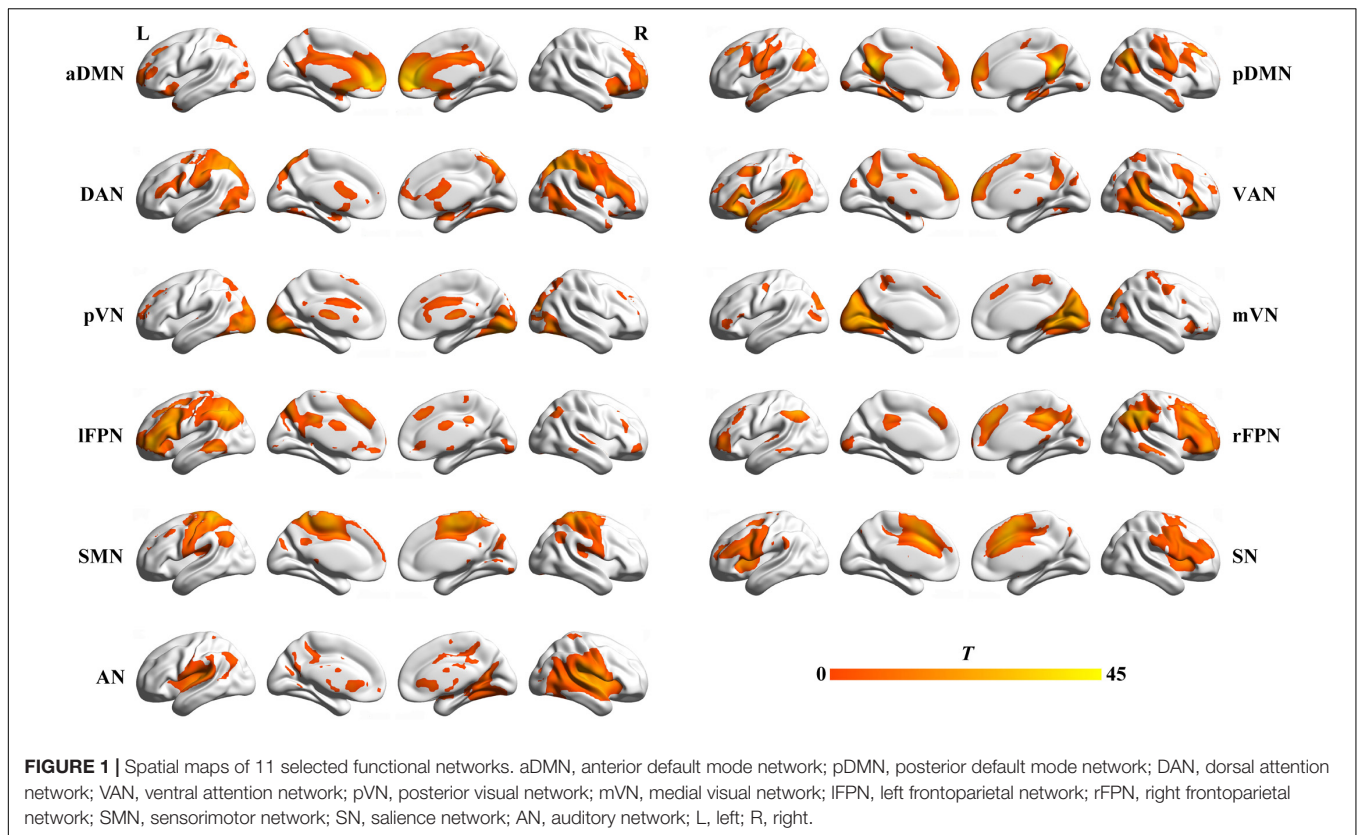 L R
aDMN pDMN
DAN VAN
pVN mVN
lFPN rFPN
SMN SN
AN
T
0 45
FIGURE 1 | Spatial maps of 11 selected functional networks. aDMN, anterior default mode network; pDMN, posterior default mode network; DAN, dorsal attention
network; VAN, ventral attention network; pVN, posterior visual network; mVN, medial visual network; lFPN, left frontoparietal network; rFPN, right frontoparietal
network; SMN, sensorimotor network; SN, salience network; AN, auditory network; L, left; R, right.